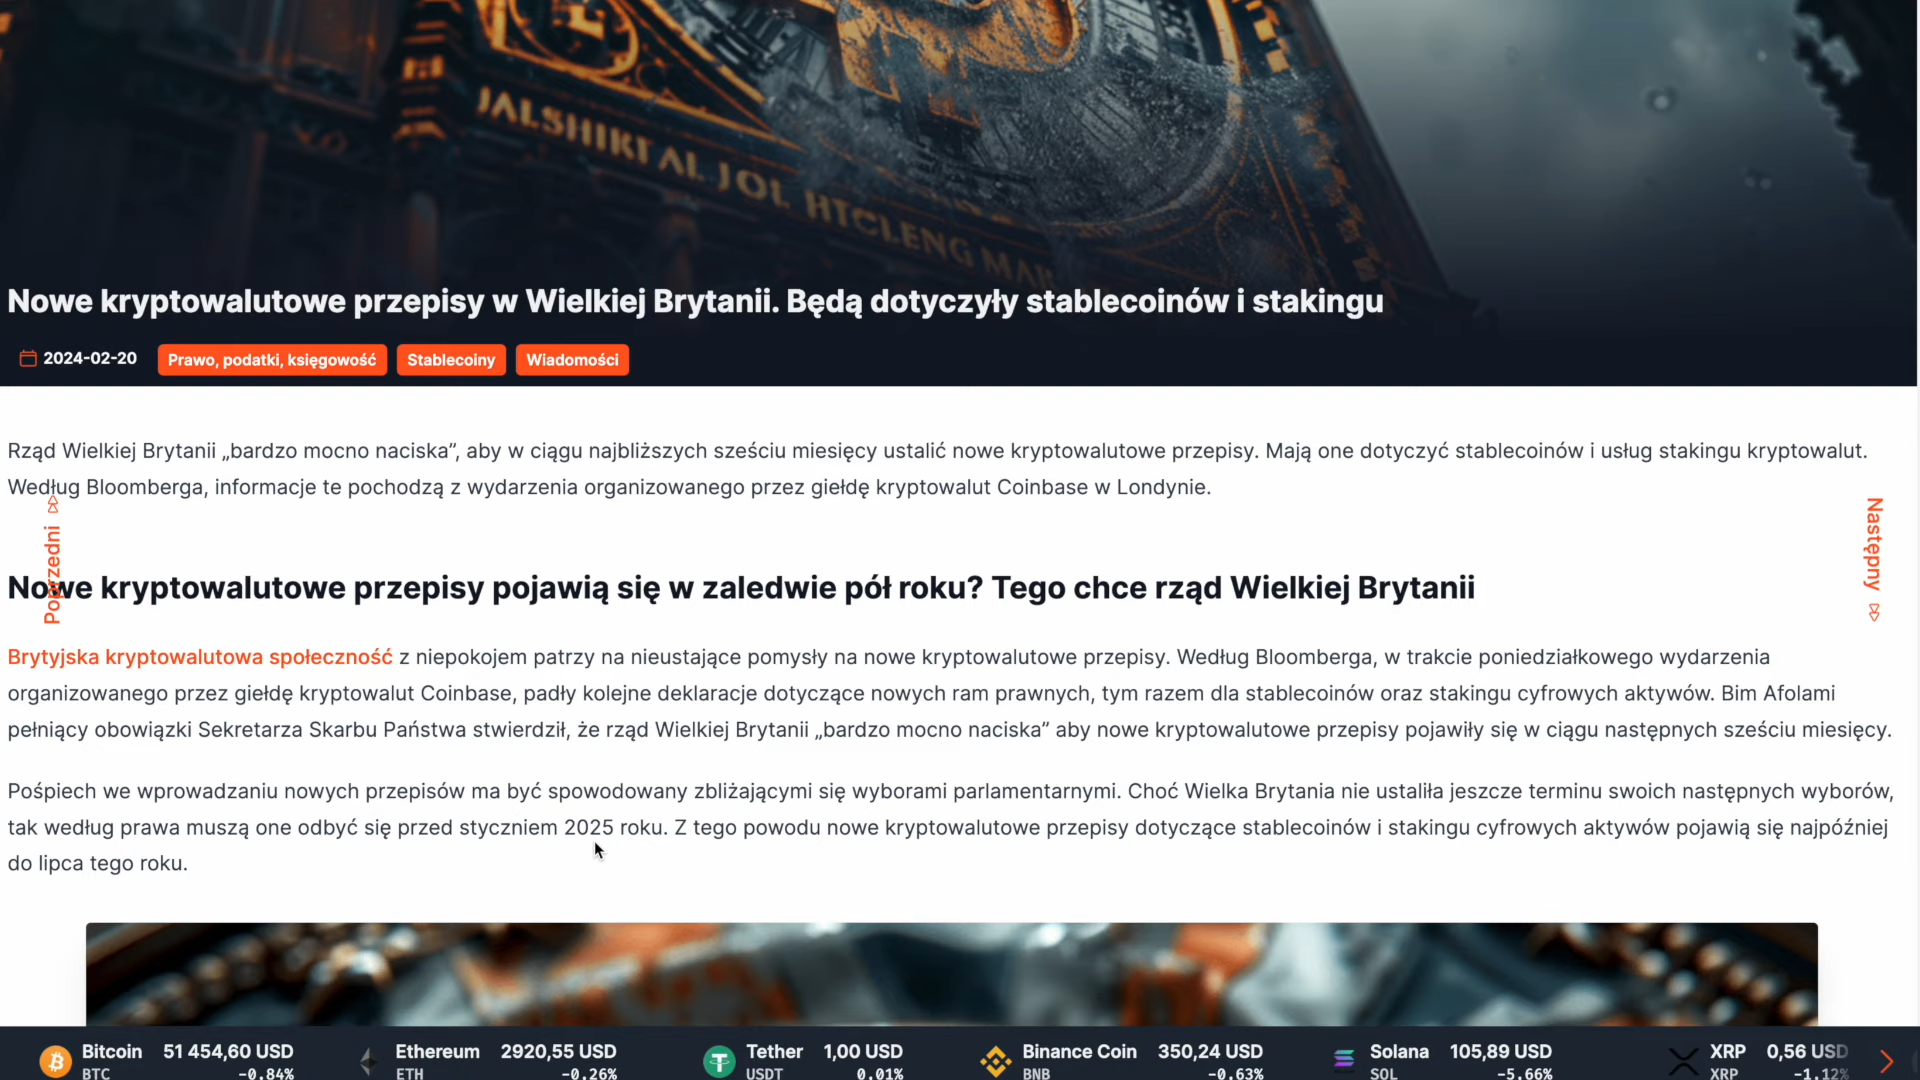 JALSHIKI AL JOL HTCLENG MAK
Nowe kryptowalutowe przepisy w Wielkiej Brytanii. Będą dotyczyły stablecoinów i stakingu
2024-02-20 Prawo, podatki, księgowość Stablecoiny Wiadomości
Rząd Wielkiej Brytanii „bardzo mocno naciska”, aby w ciągu najbliższych sześciu miesięcy ustalić nowe kryptowalutowe przepisy. Mają one dotyczyć stablecoinów i usług stakingu kryptowalut.
Według Bloomberga, informacje te pochodzą z wydarzenia organizowanego przez giełdę kryptowalut Coinbase w Londynie.
Poprzedni
Następny
Nowe kryptowalutowe przepisy pojawią się w zaledwie pół roku? Tego chce rząd Wielkiej Brytanii
Brytyjska kryptowalutowa społeczność z niepokojem patrzy na nieustające pomysły na nowe kryptowalutowe przepisy. Według Bloomberga, w trakcie poniedziałkowego wydarzenia
organizowanego przez giełdę kryptowalut Coinbase, padły kolejne deklaracje dotyczące nowych ram prawnych, tym razem dla stablecoinów oraz stakingu cyfrowych aktywów. Bim Afolami
pełniący obowiązki Sekretarza Skarbu Państwa stwierdził, że rząd Wielkiej Brytanii „bardzo mocno naciska” aby nowe kryptowalutowe przepisy pojawiły się w ciągu następnych sześciu miesięcy.
Pośpiech we wprowadzaniu nowych przepisów ma być spowodowany zbliżającymi się wyborami parlamentarnymi. Choć Wielka Brytania nie ustaliła jeszcze terminu swoich następnych wyborów,
tak według prawa muszą one odbyć się przed styczniem 2025 roku. Z tego powodu nowe kryptowalutowe przepisy dotyczące stablecoinów i stakingu cyfrowych aktywów pojawią się najpóźniej
do lipca tego roku.
Bitcoin 51 454,60 USD Ethereum 2920,55 USD Tether 1,00 USD Binance Coin 350,24 USD Solana 105,89 USD XRP 0,56 USD
BTC -0.84% ETH -0.26% USDT 0.01% BNB -0.63% SOL -5.66% XRP -1.12%